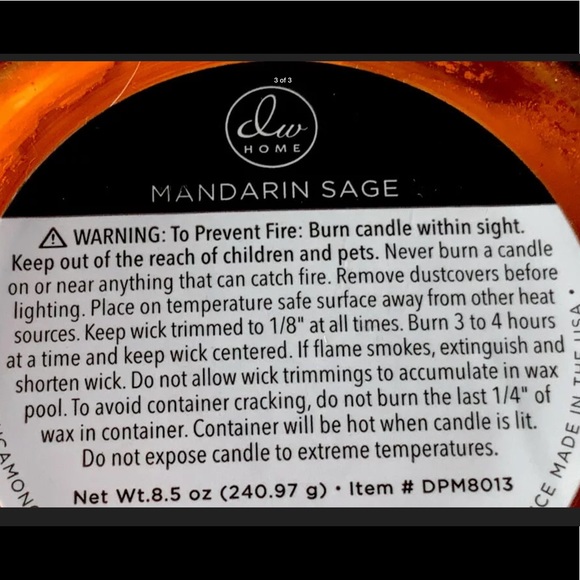 3 of 3
dw
HOME
MANDARIN SAGE
⚠ WARNING: To Prevent Fire: Burn candle within sight.
Keep out of the reach of children and pets. Never burn a candle
on or near anything that can catch fire. Remove dustcovers before
lighting. Place on temperature safe surface away from other heat
sources. Keep wick trimmed to 1/8" at all times. Burn 3 to 4 hours
at a time and keep wick centered. If flame smokes, extinguish and
shorten wick. Do not allow wick trimmings to accumulate in wax
pool. To avoid container cracking, do not burn the last 1/4" of
wax in container. Container will be hot when candle is lit.
Do not expose candle to extreme temperatures.
Net Wt.8.5 oz (240.97 g) • Item # DPM8013
MADE IN THE USA •